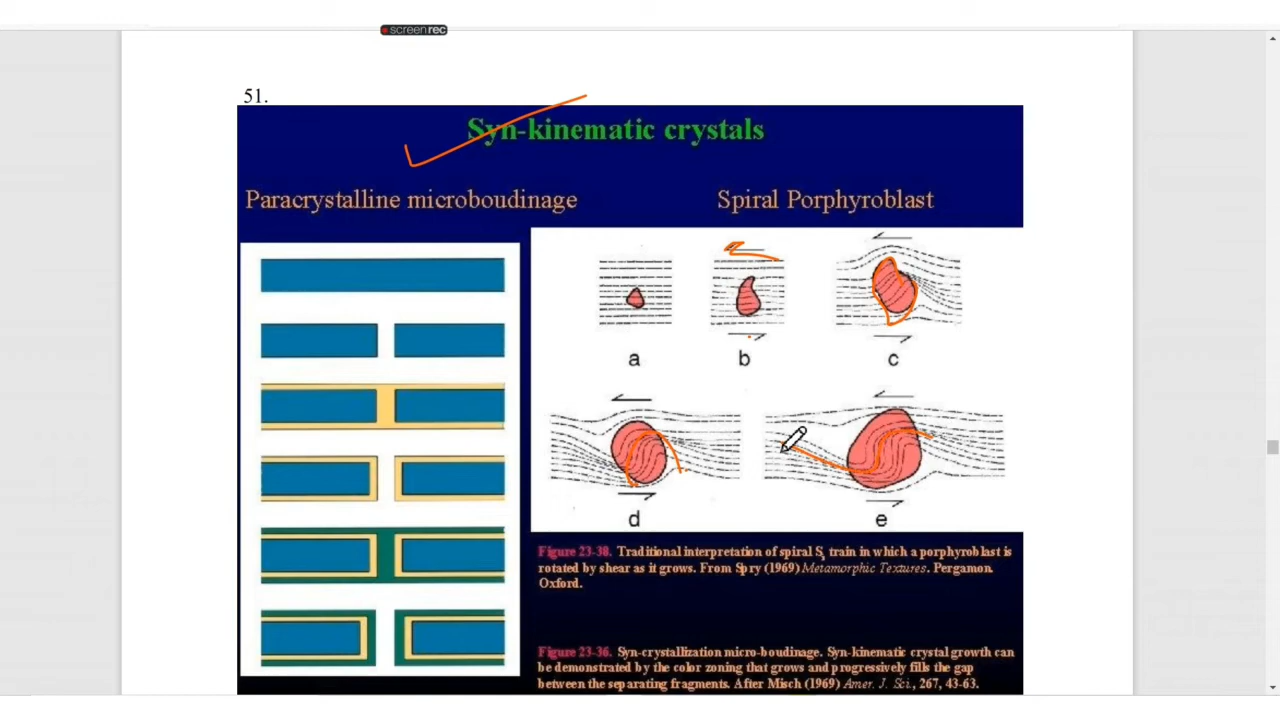 screenrec
51.
Syn-kinematic crystals
Paracrystalline microboudinage
Spiral Porphyroblast
a
b
c
d
e
Figure 23-38. Traditional interpretation of spiral Si train in which a porphyroblast is
rotated by shear as it grows. From Spry (1969) Metamorphic Textures. Pergamon.
Oxford.
Figure 23-36. Syn-crystallization micro-boudinage. Syn-kinematic crystal growth can
be demonstrated by the color zoning that grows and progressively fills the gap
between the separating fragments. After Misch (1969) Amer. J. Sci., 267, 43-63.